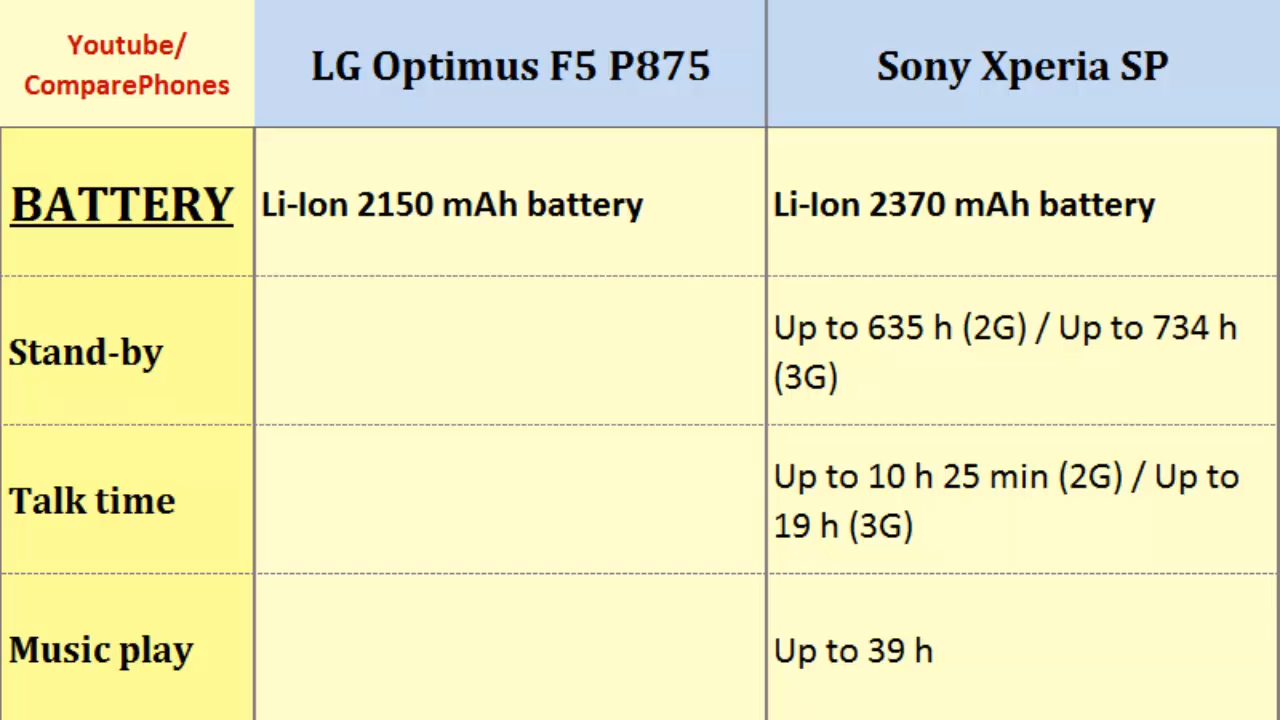 Youtube/
ComparePhones
LG Optimus F5 P875
Sony Xperia SP
BATTERY
Li-Ion 2150 mAh battery
Li-Ion 2370 mAh battery
Stand-by
Up to 635 h (2G) / Up to 734 h
(3G)
Talk time
Up to 10 h 25 min (2G) / Up to
19 h (3G)
Music play
Up to 39 h